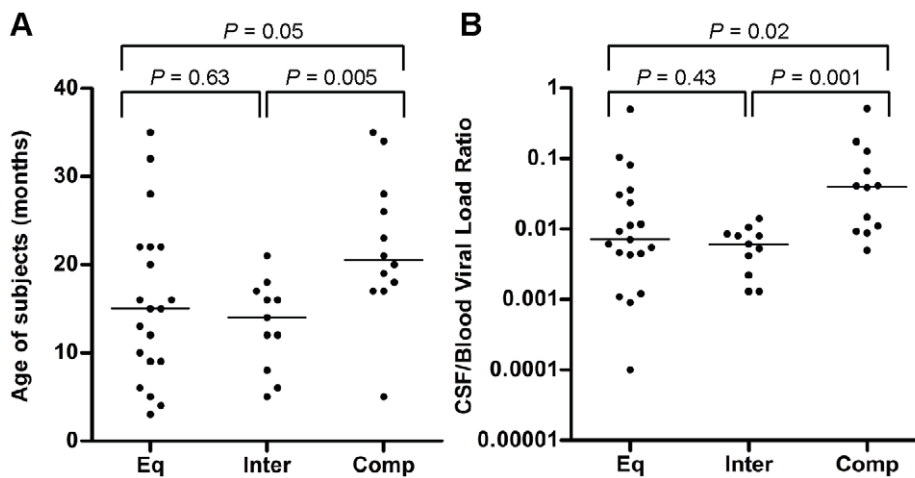 A
P = 0.05
P = 0.63
P = 0.005
Age of subjects (months)
40
30
20
10
0
Eq
Inter
Comp
B
P = 0.02
P = 0.43
P = 0.001
CSF/Blood Viral Load Ratio
1
0.1
0.01
0.001
0.0001
0.00001
Eq
Inter
Comp